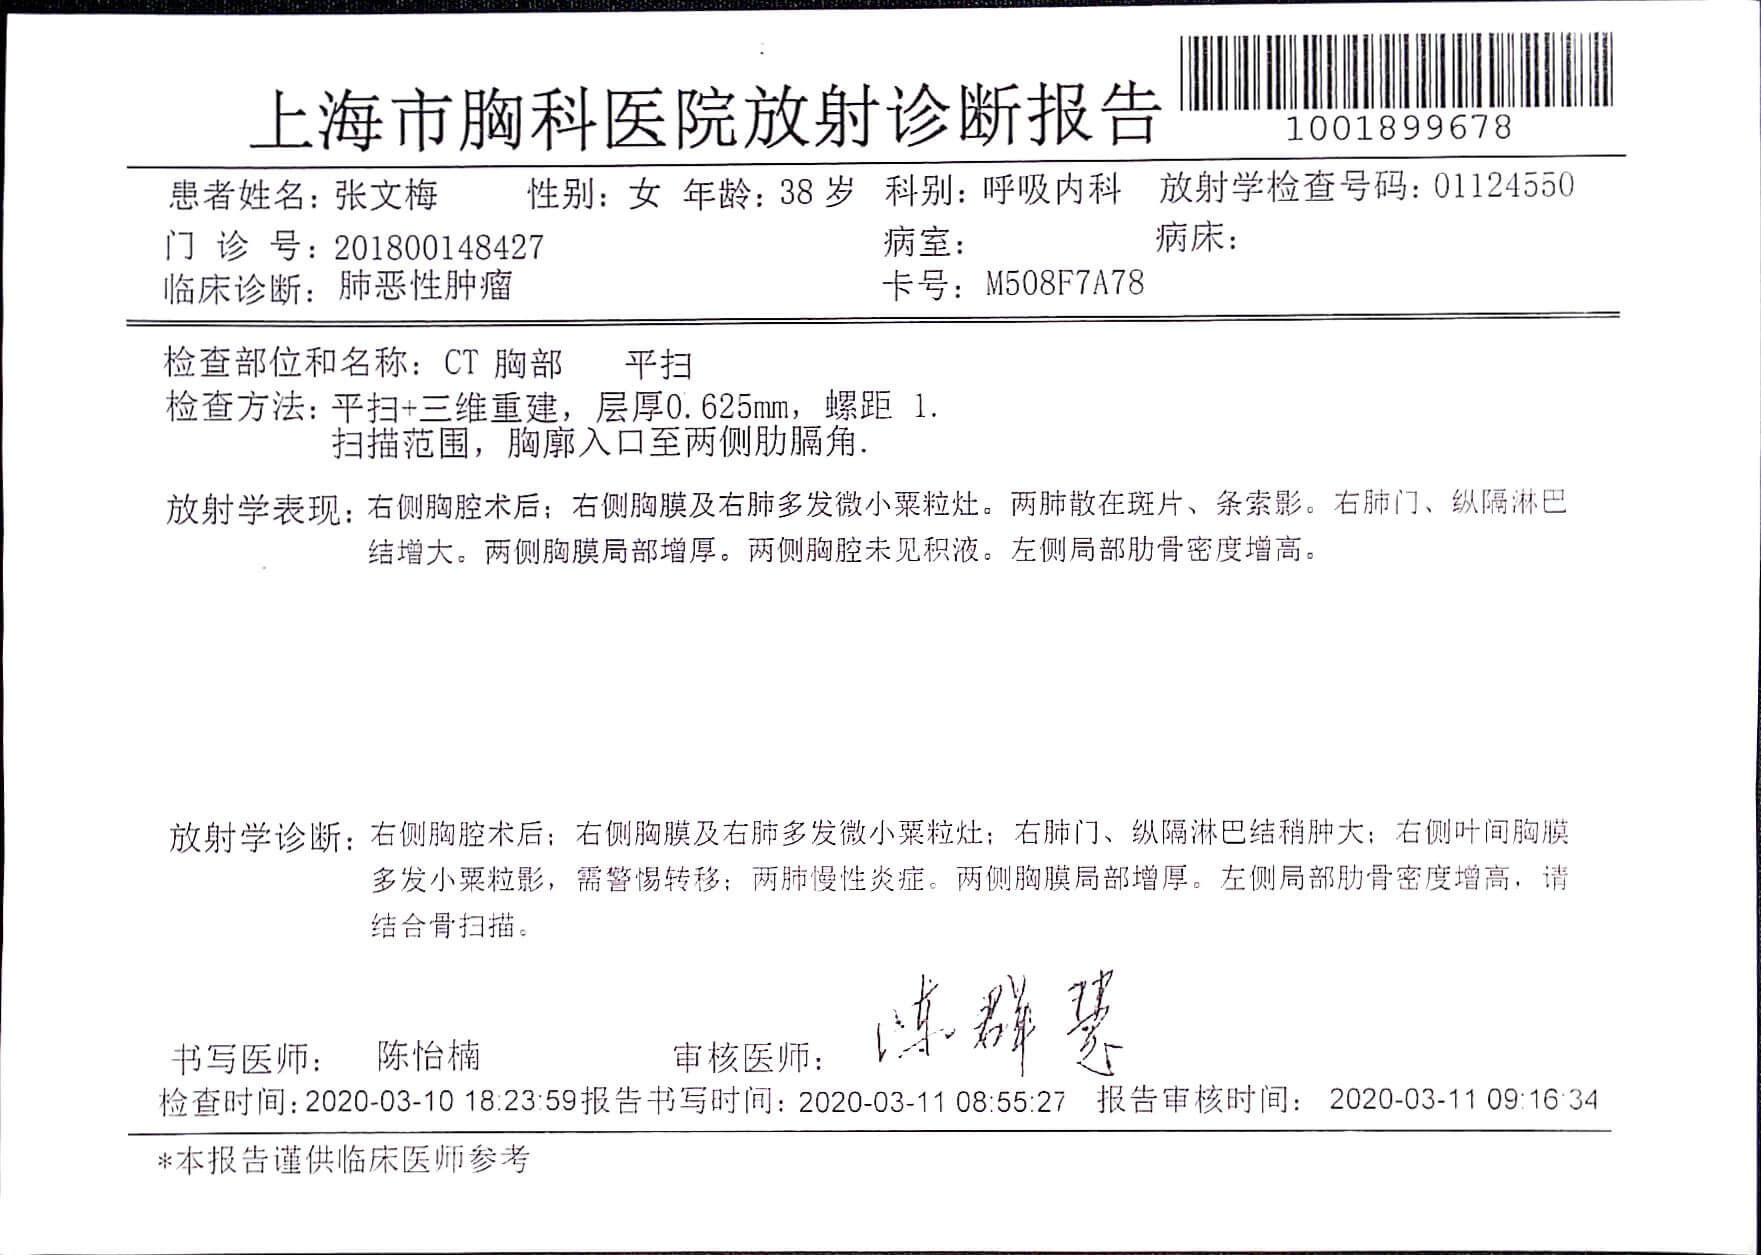 上海市胸科医院放射诊断报告
1001899678
患者姓名：张文梅 性别：女 年龄：38 岁 科别：呼吸内科 放射学检查号码：01124550
门 诊 号：201800148427 病室： 病床：
临床诊断：肺恶性肿瘤 卡号：M508F7A78
检查部位和名称：CT 胸部 平扫
检查方法：平扫+三维重建，层厚0.625mm，螺距 1.
扫描范围，胸廓入口至两侧肋膈角.
放射学表现：右侧胸腔术后；右侧胸膜及右肺多发微小粟粒灶。两肺散在斑片、条索影。右肺门、纵隔淋巴
结增大。两侧胸膜局部增厚。两侧胸腔未见积液。左侧局部肋骨密度增高。
放射学诊断：右侧胸腔术后；右侧胸膜及右肺多发微小粟粒灶；右肺门、纵隔淋巴结稍肿大；右侧叶间胸膜
多发小粟粒影，需警惕转移；两肺慢性炎症。两侧胸膜局部增厚。左侧局部肋骨密度增高，请
结合骨扫描。
书写医师： 陈怡楠 审核医师： 陈群慧
检查时间：2020-03-10 18:23:59报告书写时间：2020-03-11 08:55:27 报告审核时间： 2020-03-11 09:16:34
*本报告谨供临床医师参考